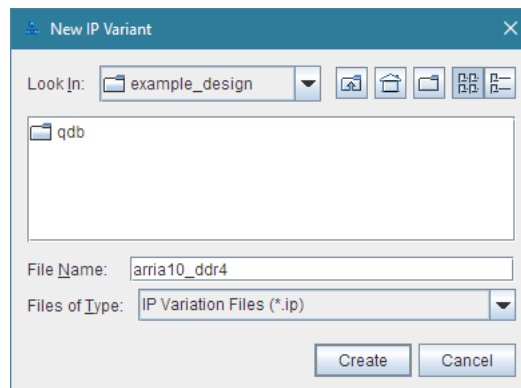 New IP Variant
Look In: example_design
qdb
File Name: arria10_ddr4
Files of Type: IP Variation Files (*.ip)
Create Cancel